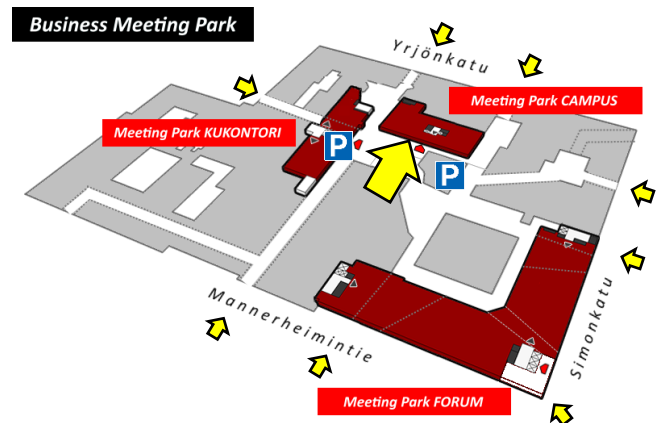 Business Meeting Park
Yrjönkatu
Meeting Park CAMPUS
Meeting Park KUKONTORI
P
P
Mannerheimintie
Simonkatu
Meeting Park FORUM